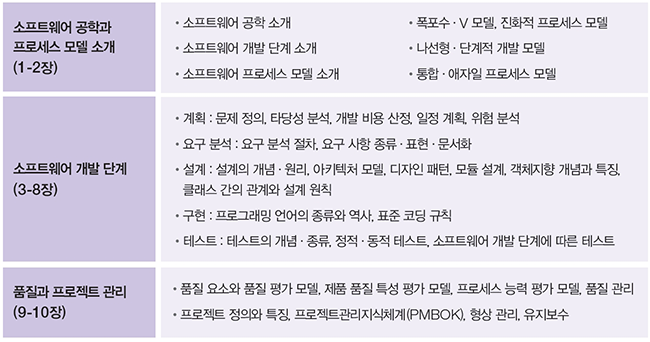 소프트웨어 공학과
프로세스 모델 소개
(1-2장)
• 소프트웨어 공학 소개
• 소프트웨어 개발 단계 소개
• 소프트웨어 프로세스 모델 소개
• 폭포수 · V 모델, 진화적 프로세스 모델
• 나선형 · 단계적 개발 모델
• 통합 · 애자일 프로세스 모델
소프트웨어 개발 단계
(3-8장)
• 계획 : 문제 정의, 타당성 분석, 개발 비용 산정, 일정 계획, 위험 분석
• 요구 분석 : 요구 분석 절차, 요구 사항 종류 · 표현 · 문서화
• 설계 : 설계의 개념 · 원리, 아키텍처 모델, 디자인 패턴, 모듈 설계, 객체지향 개념과 특징,
클래스 간의 관계와 설계 원칙
• 구현 : 프로그래밍 언어의 종류와 역사, 표준 코딩 규칙
• 테스트 : 테스트의 개념 · 종류, 정적 · 동적 테스트, 소프트웨어 개발 단계에 따른 테스트
품질과 프로젝트 관리
(9-10장)
• 품질 요소와 품질 평가 모델, 제품 품질 특성 평가 모델, 프로세스 능력 평가 모델, 품질 관리
• 프로젝트 정의와 특징, 프로젝트관리지식체계(PMBOK), 형상 관리, 유지보수